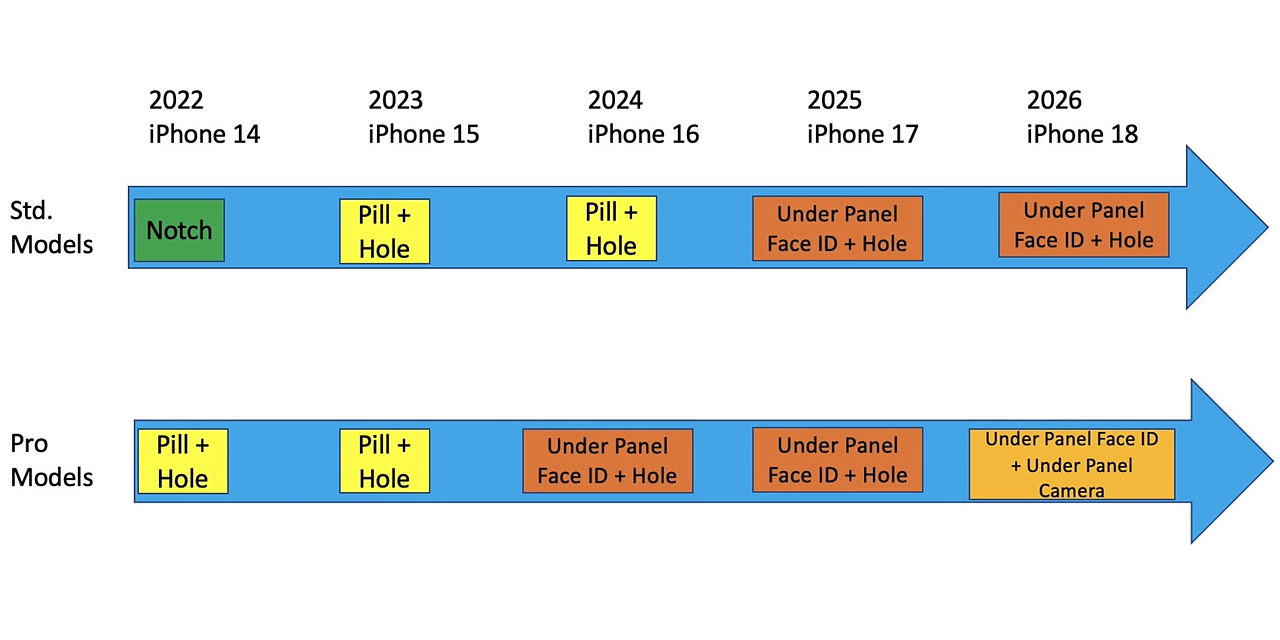 2022
iPhone 14
2023
iPhone 15
2024
iPhone 16
2025
iPhone 17
2026
iPhone 18
Std.
Models
Notch
Pill +
Hole
Pill +
Hole
Under Panel
Face ID + Hole
Under Panel
Face ID + Hole
Pro
Models
Pill +
Hole
Pill +
Hole
Under Panel
Face ID + Hole
Under Panel
Face ID + Hole
Under Panel Face ID
+ Under Panel
Camera